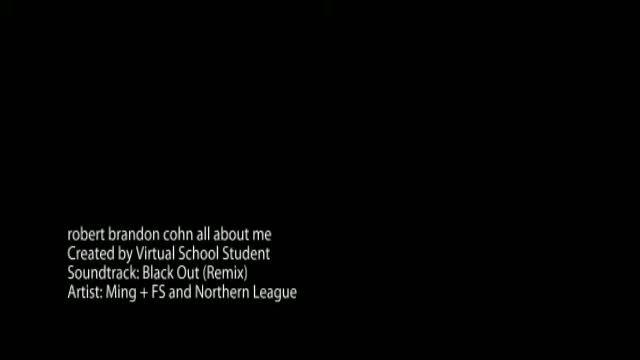 robert brandon cohn all about me
Created by Virtual School Student
Soundtrack: Black Out (Remix)
Artist: Ming + FS and Northern League